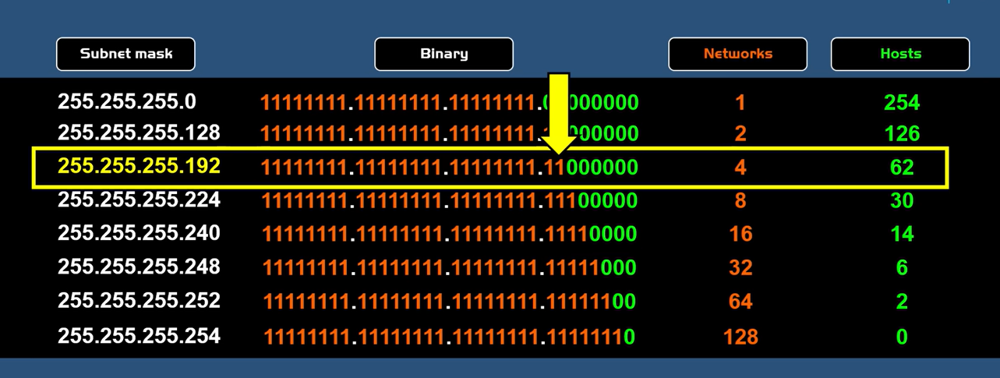 Subnet mask Binary Networks Hosts
255.255.255.0 11111111.11111111.11111111.00000000 1 254
255.255.255.128 11111111.11111111.11111111.10000000 2 126
255.255.255.192 11111111.11111111.11111111.11000000 4 62
255.255.255.224 11111111.11111111.11111111.11100000 8 30
255.255.255.240 11111111.11111111.11111111.11110000 16 14
255.255.255.248 11111111.11111111.11111111.11111000 32 6
255.255.255.252 11111111.11111111.11111111.11111100 64 2
255.255.255.254 11111111.11111111.11111111.11111110 128 0